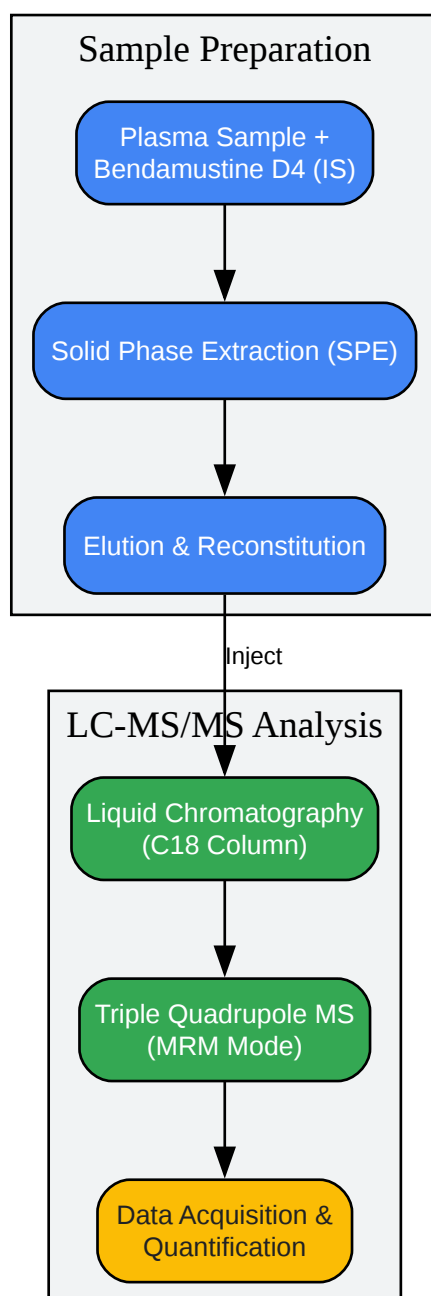 Sample Preparation
Plasma Sample +
Bendamustine D4 (IS)
Solid Phase Extraction (SPE)
Elution & Reconstitution
Inject
LC-MS/MS Analysis
Liquid Chromatography
(C18 Column)
Triple Quadrupole MS
(MRM Mode)
Data Acquisition &
Quantification